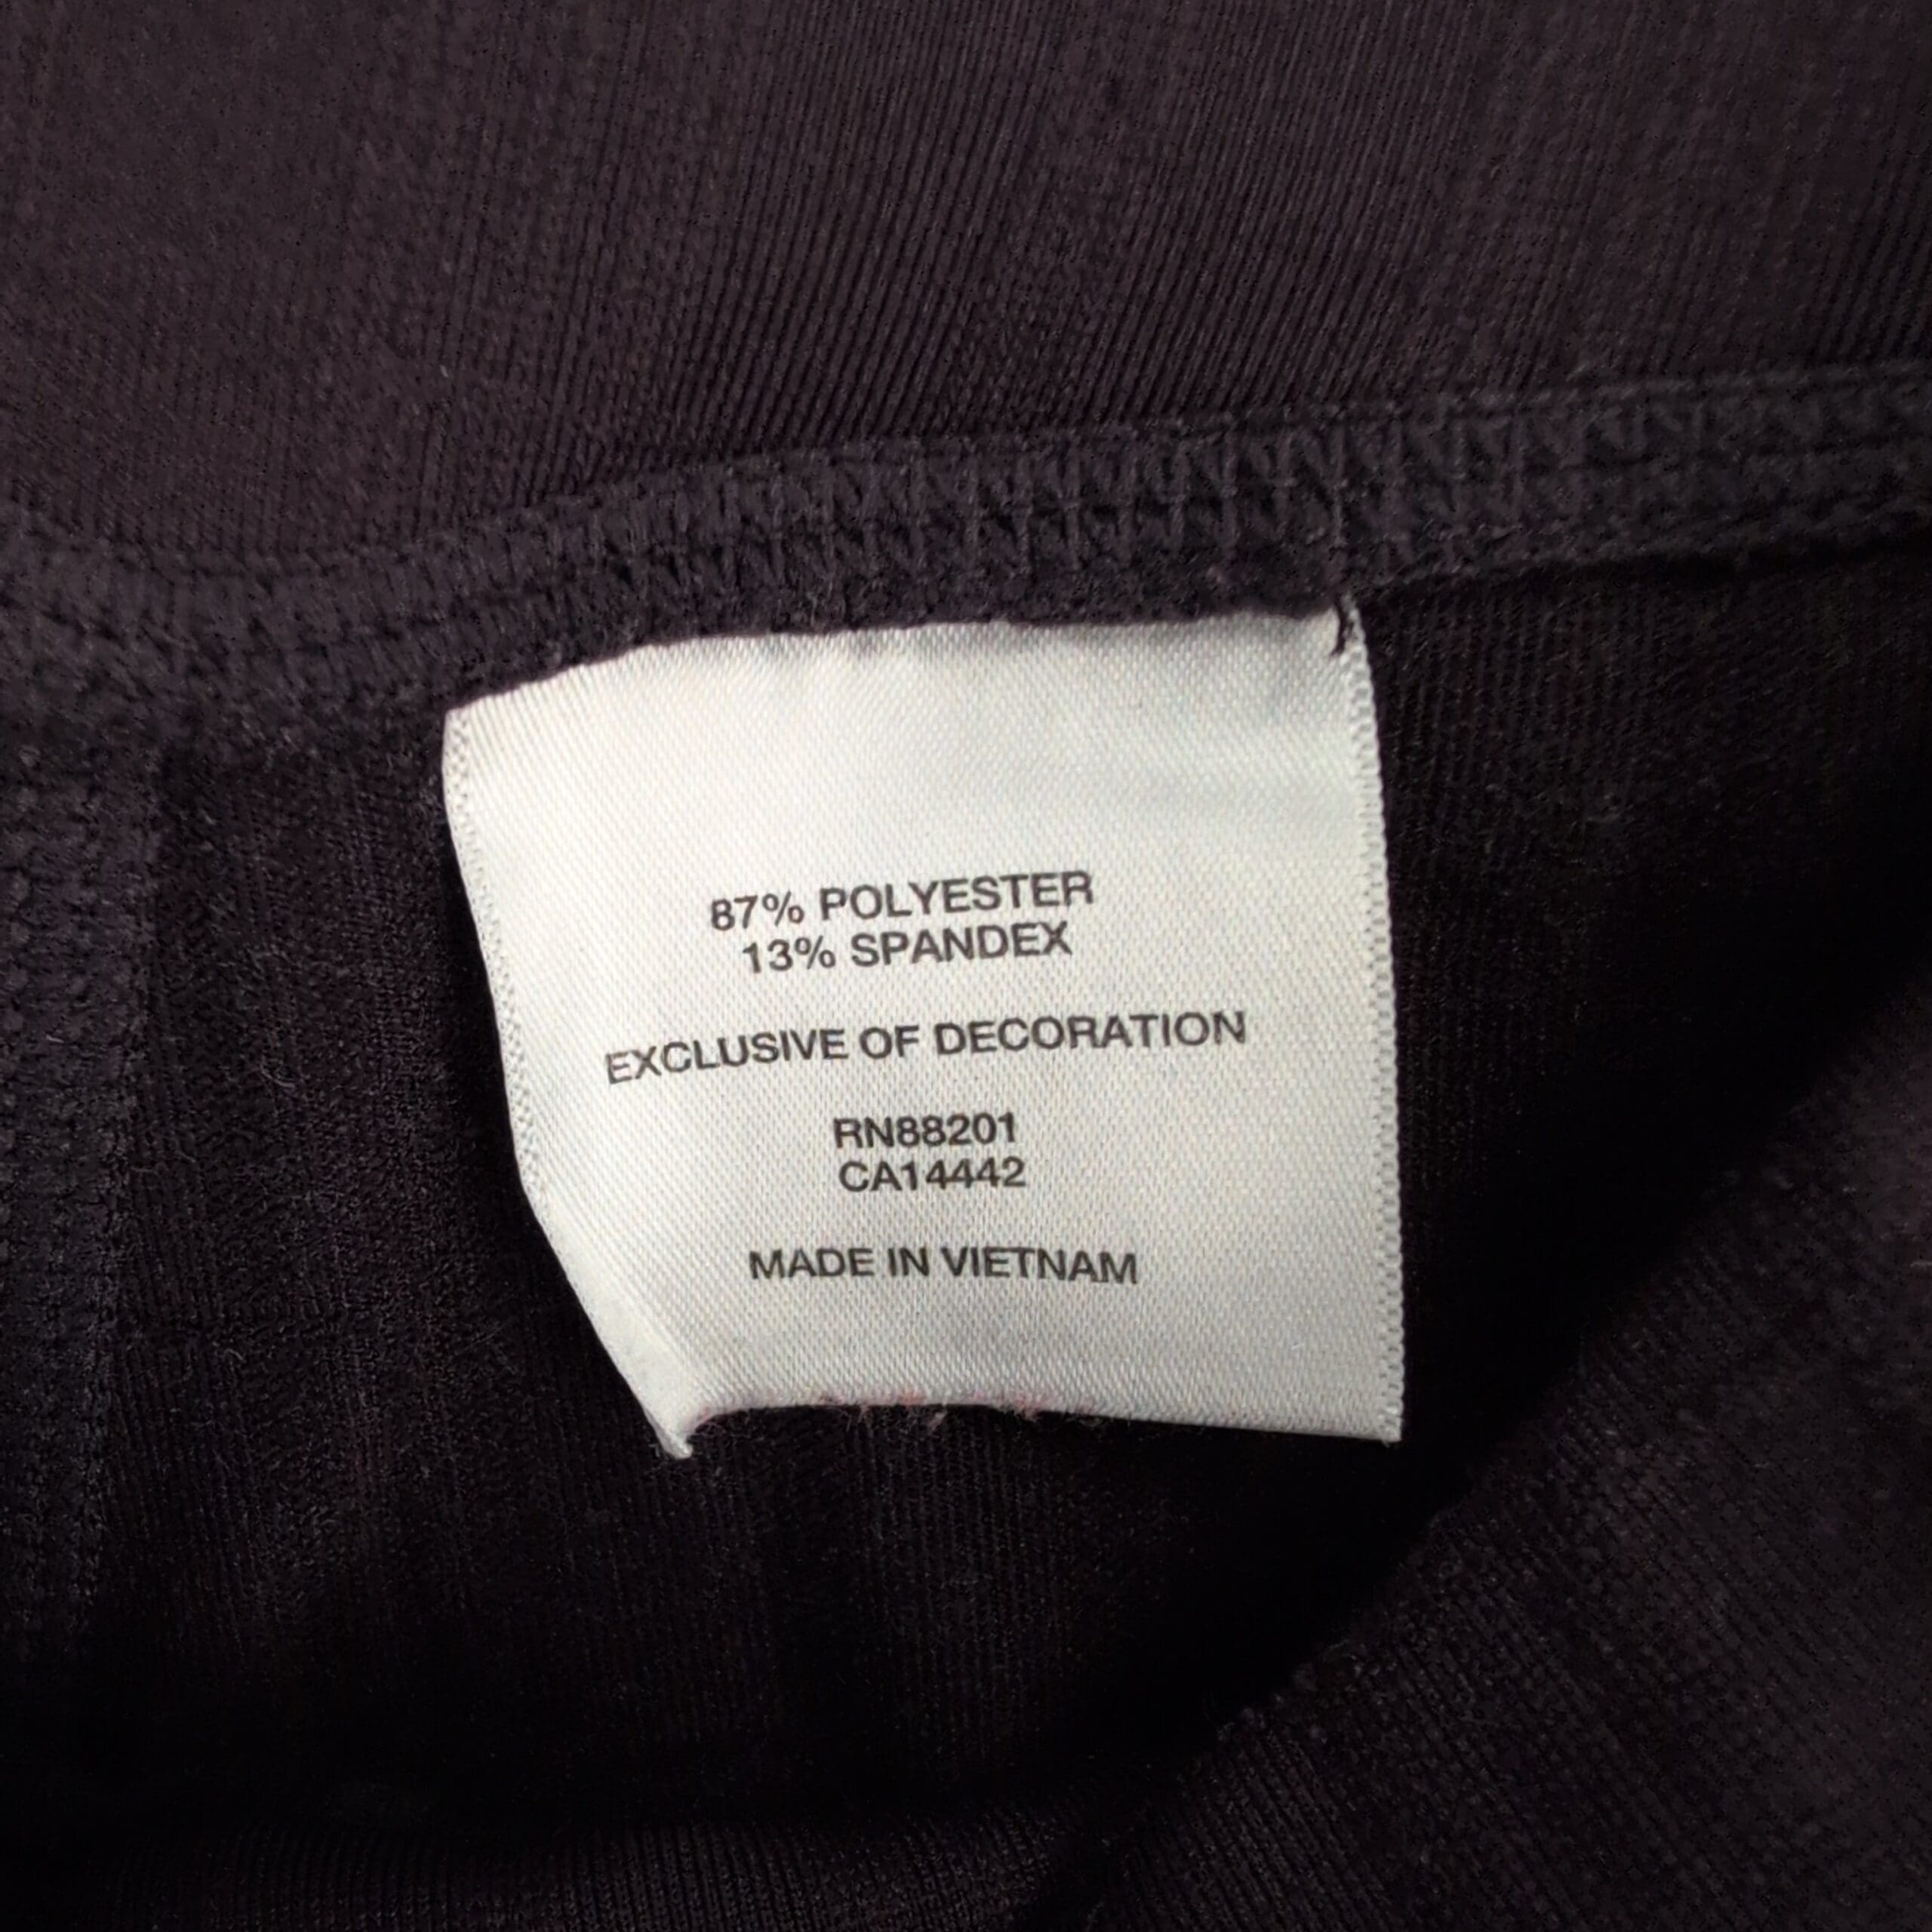 87% POLYESTER
13% SPANDEX
EXCLUSIVE OF DECORATION
RN88201
CA14442
MADE IN VIETNAM